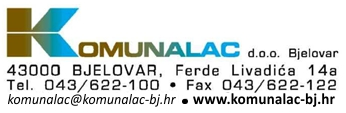 KOMUNALAC d.o.o. Bjelovar
43000 BJELOVAR, Ferde Livadića 14a
Tel. 043/622-100 • Fax 043/622-122
komunalac@komunalac-bj.hr • www.komunalac-bj.hr